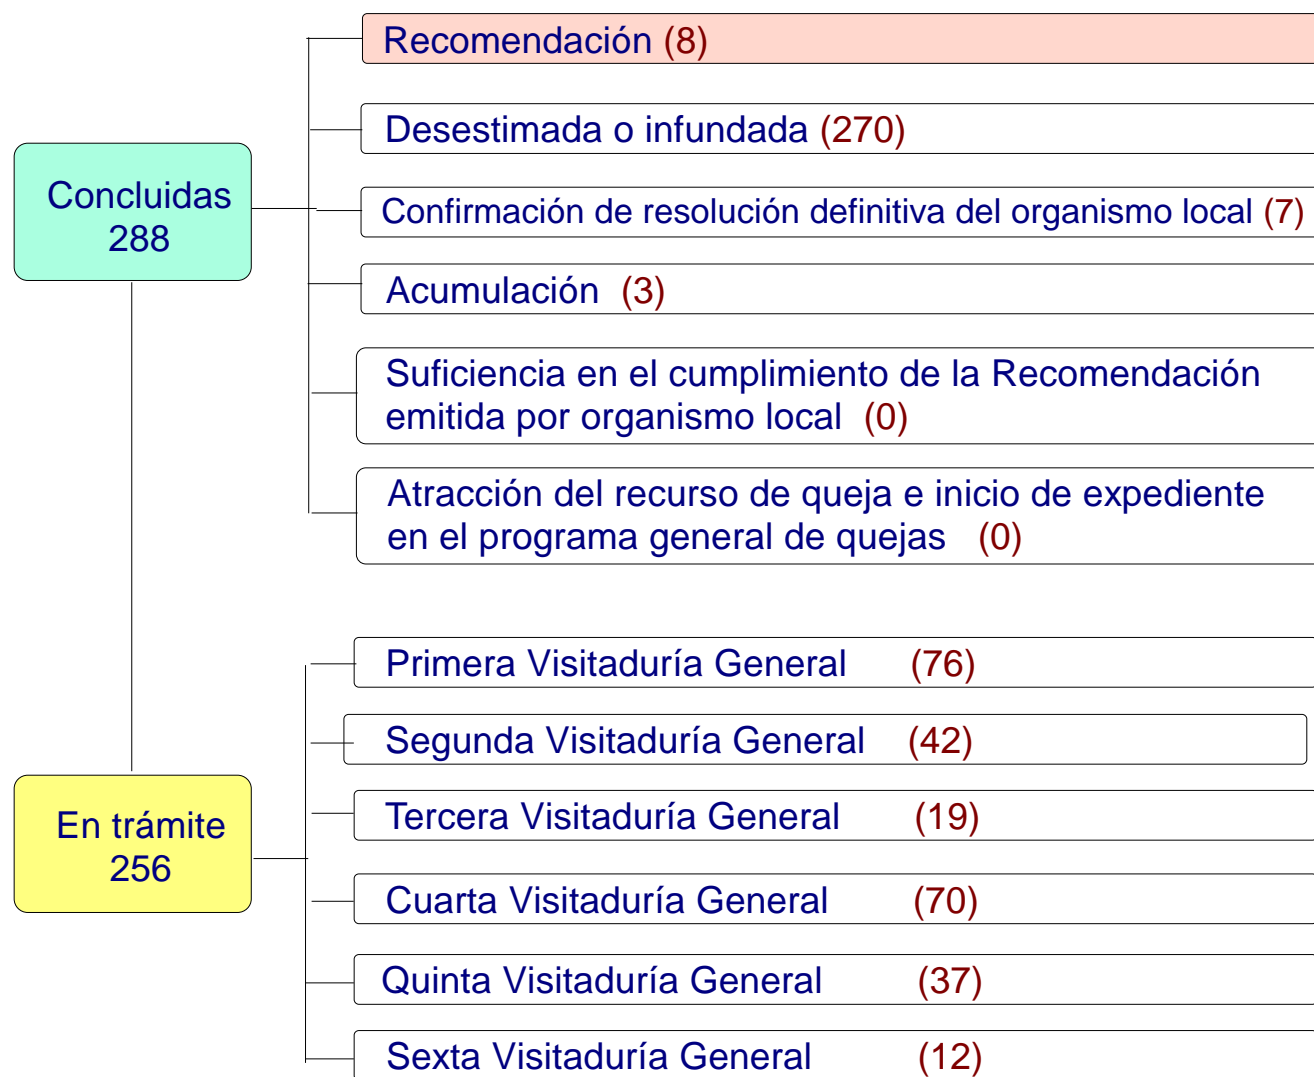 Concluidas
288
Recomendación (8)
Desestimada o infundada (270)
Confirmación de resolución definitiva del organismo local (7)
Acumulación (3)
Suficiencia en el cumplimiento de la Recomendación
emitida por organismo local (0)
Atracción del recurso de queja e inicio de expediente
en el programa general de quejas (0)
En trámite
256
Primera Visitaduría General (76)
Segunda Visitaduría General (42)
Tercera Visitaduría General (19)
Cuarta Visitaduría General (70)
Quinta Visitaduría General (37)
Sexta Visitaduría General (12)